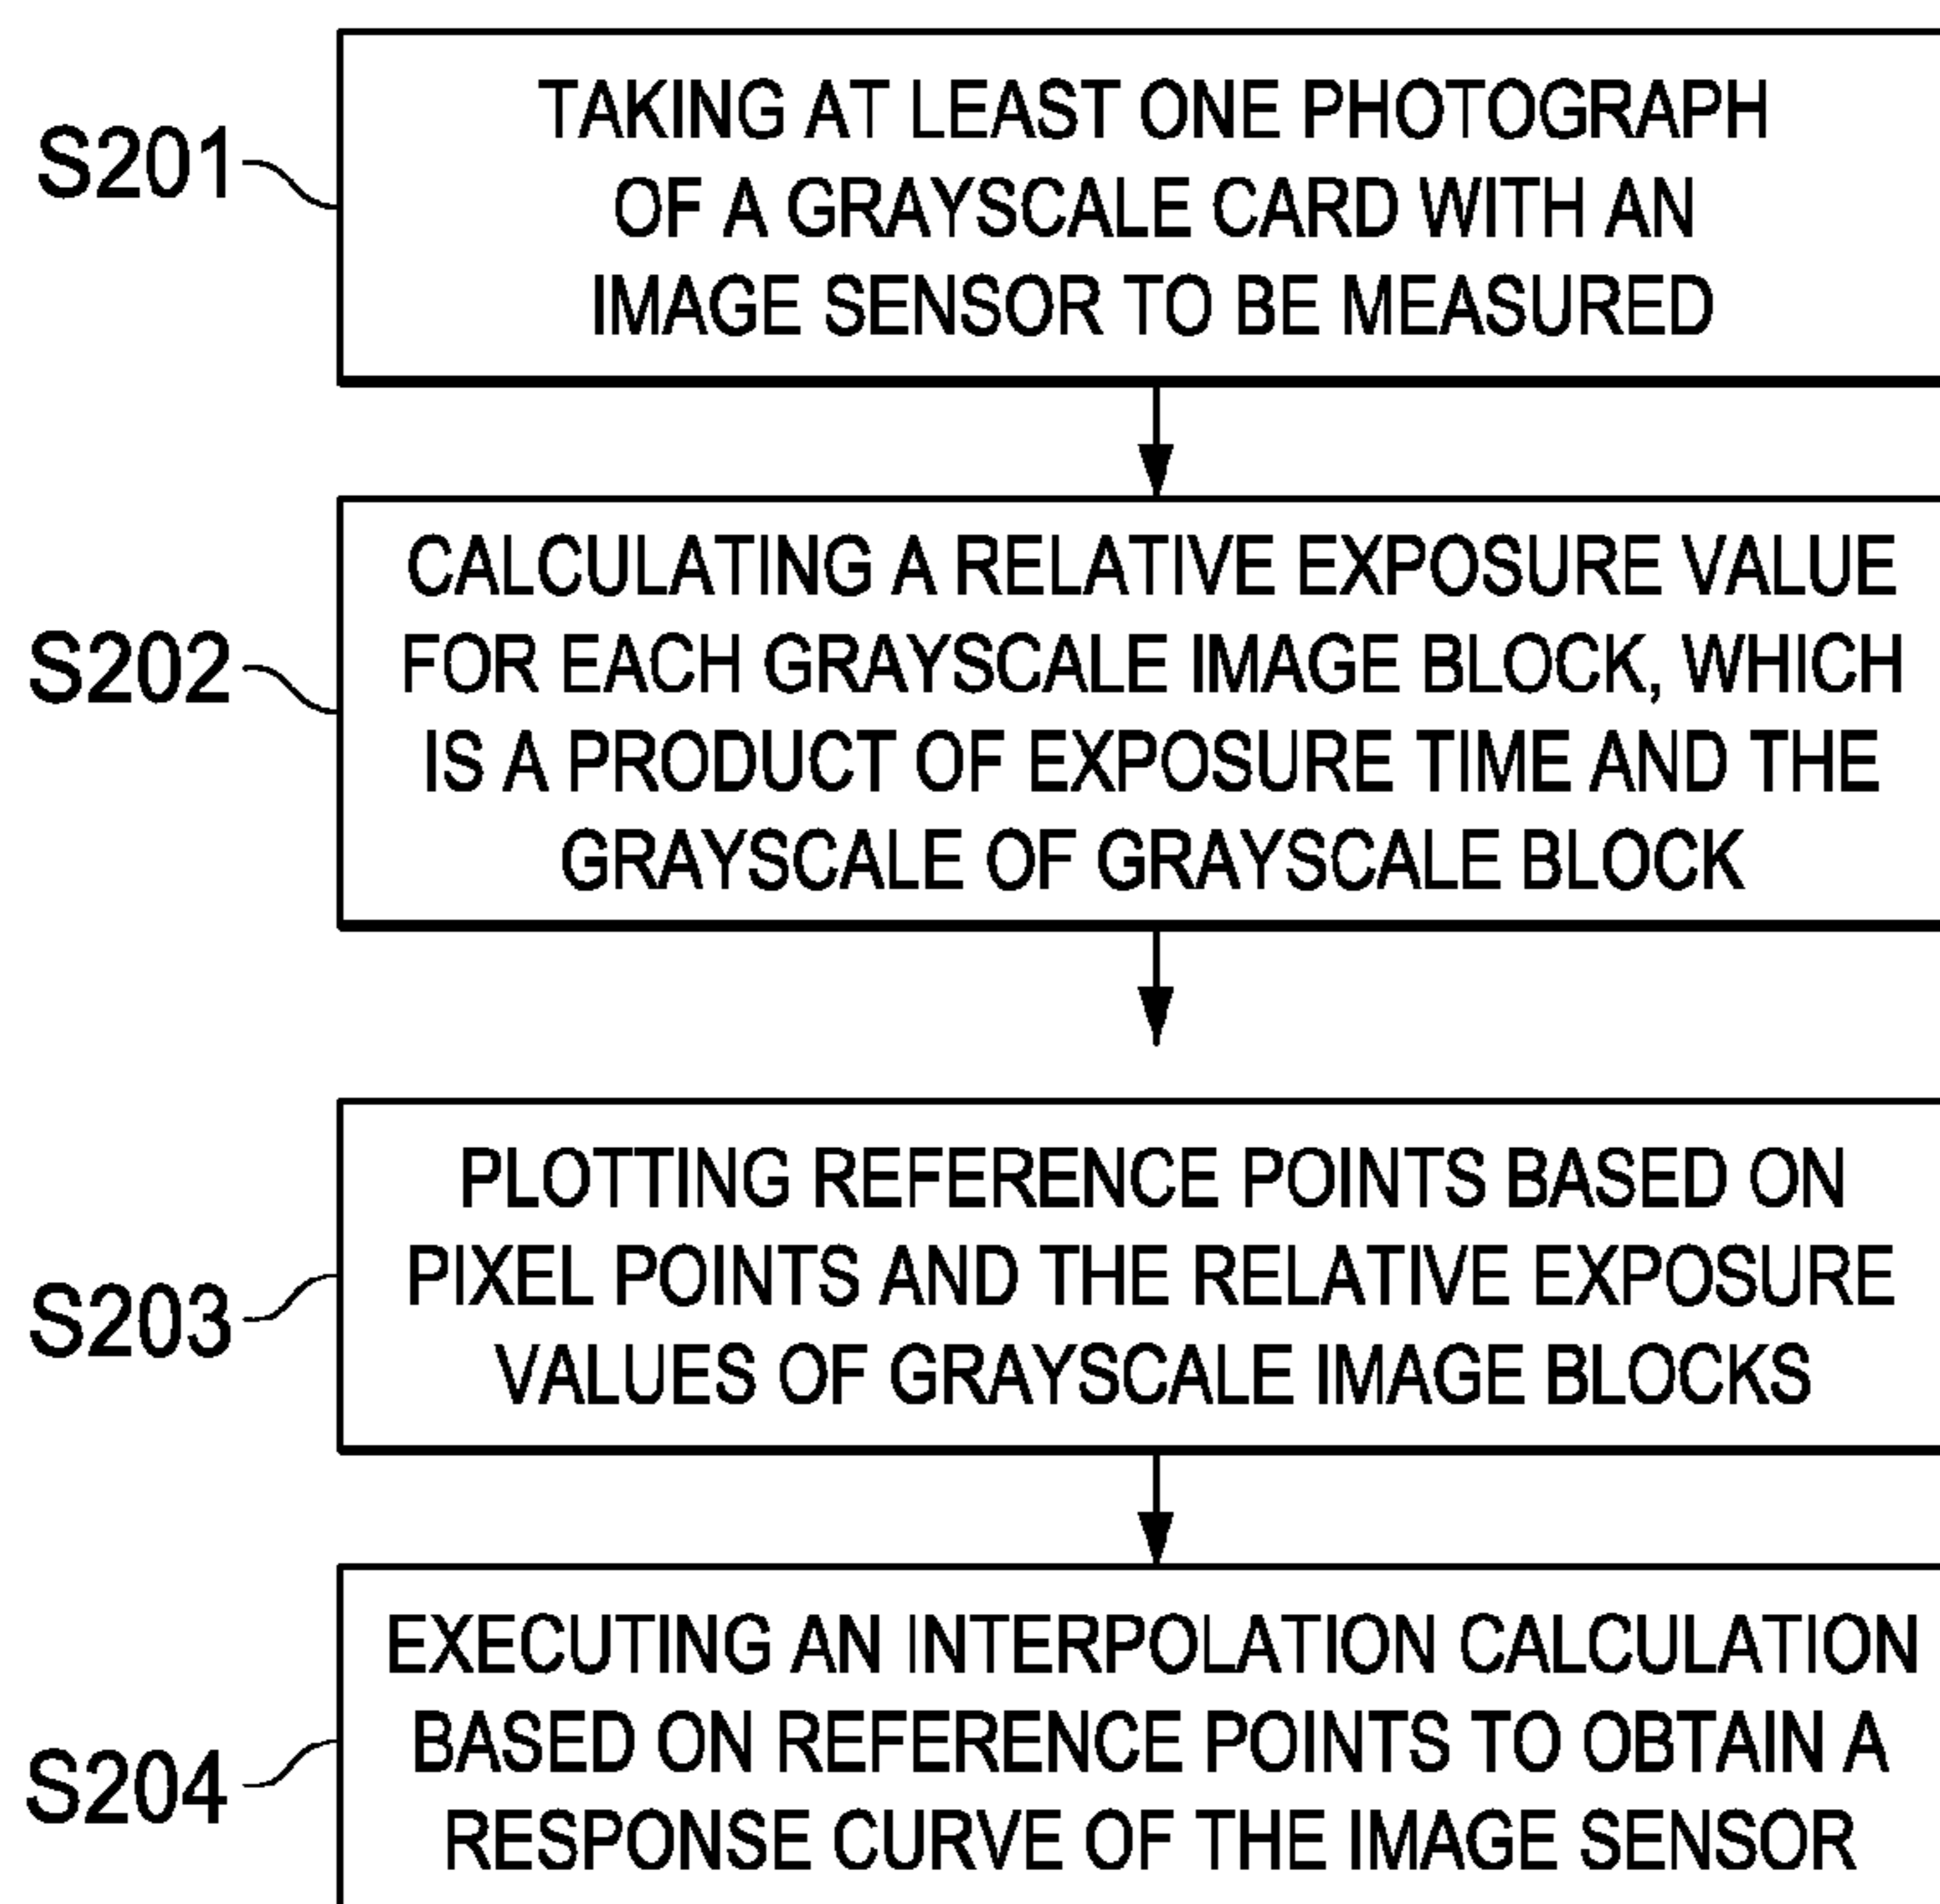 S201
TAKING AT LEAST ONE PHOTOGRAPH
OF A GRAYSCALE CARD WITH AN
IMAGE SENSOR TO BE MEASURED
S202
CALCULATING A RELATIVE EXPOSURE VALUE
FOR EACH GRAYSCALE IMAGE BLOCK, WHICH
IS A PRODUCT OF EXPOSURE TIME AND THE
GRAYSCALE OF GRAYSCALE BLOCK
S203
PLOTTING REFERENCE POINTS BASED ON
PIXEL POINTS AND THE RELATIVE EXPOSURE
VALUES OF GRAYSCALE IMAGE BLOCKS
S204
EXECUTING AN INTERPOLATION CALCULATION
BASED ON REFERENCE POINTS TO OBTAIN A
RESPONSE CURVE OF THE IMAGE SENSOR